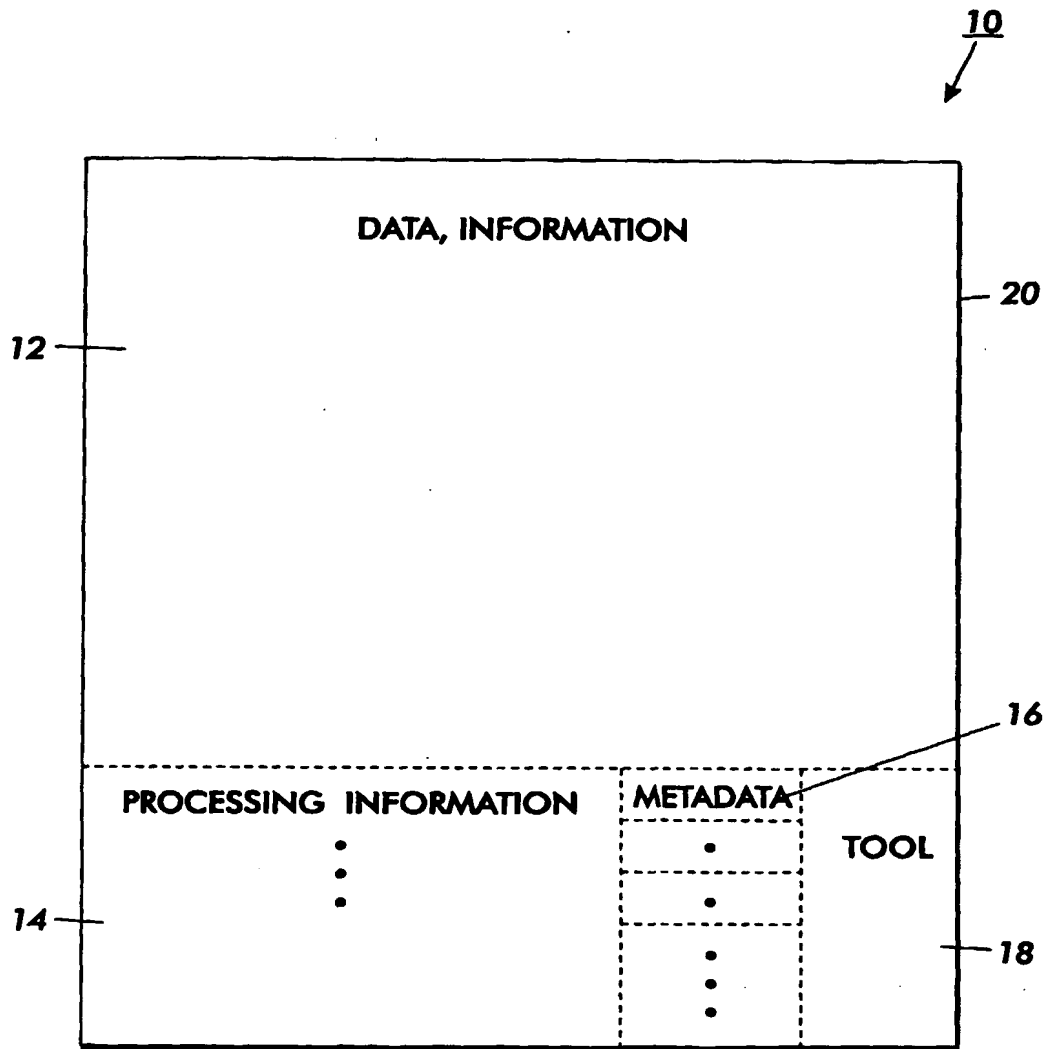 10
DATA, INFORMATION
20
12
16
PROCESSING INFORMATION
METADATA
TOOL
14
18